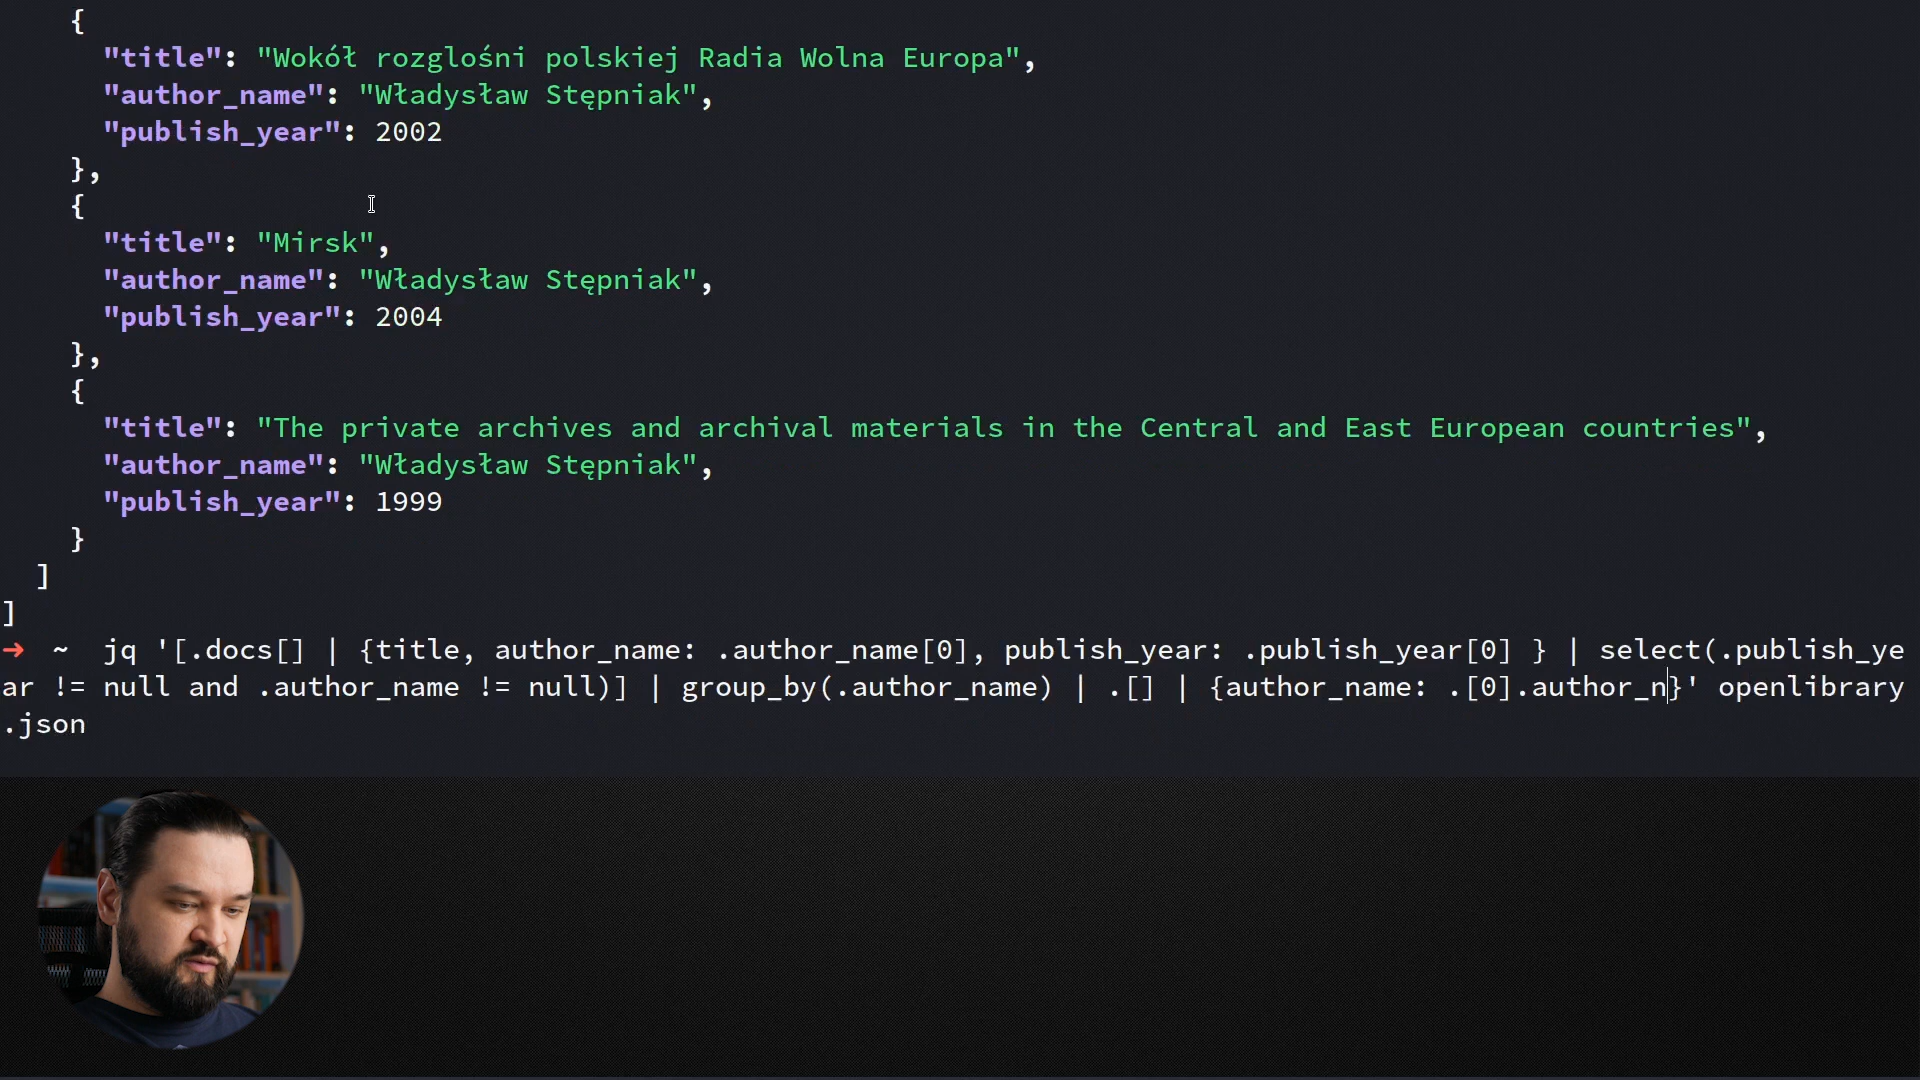 {
"title": "Wokół rozglośni polskiej Radia Wolna Europa",
"author_name": "Władysław Stępniak",
"publish_year": 2002
},
{
"title": "Mirsk",
"author_name": "Władysław Stępniak",
"publish_year": 2004
},
{
"title": "The private archives and archival materials in the Central and East European countries",
"author_name": "Władysław Stępniak",
"publish_year": 1999
}
]
]
➜ ~ jq '[.docs[] | {title, author_name: .author_name[0], publish_year: .publish_year[0] } | select(.publish_ye
ar != null and .author_name != null)] | group_by(.author_name) | .[] | {author_name: .[0].author_n}' openlibrary
.json